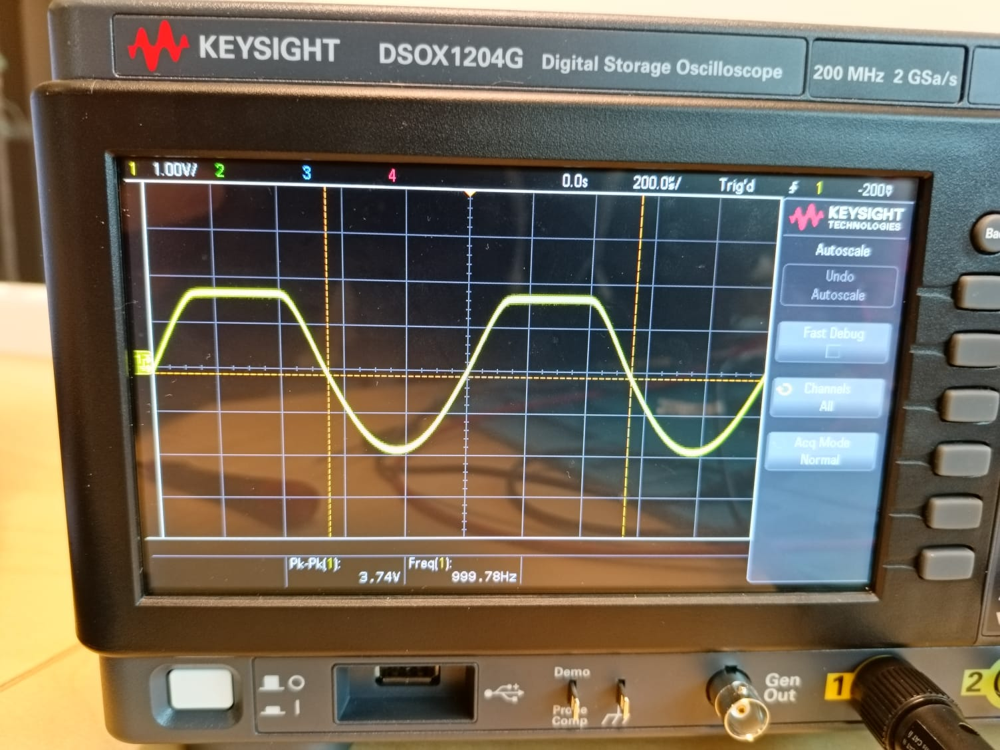 KEYSIGHT DSOX1204G Digital Storage Oscilloscope 200 MHz 2 GSa/s
1 1.00V/ 2 3 4 0.0s 200.0us/ Trig'd 1 -200mV
KEYSIGHT
TECHNOLOGIES
Autoscale
Undo
Autoscale
Fast Debug
Channels
All
Acq Mode
Normal
Pk-Pk(1):
3.74V
Freq(1):
999.78Hz
Demo
Probe
Comp
Gen
Out
1
2